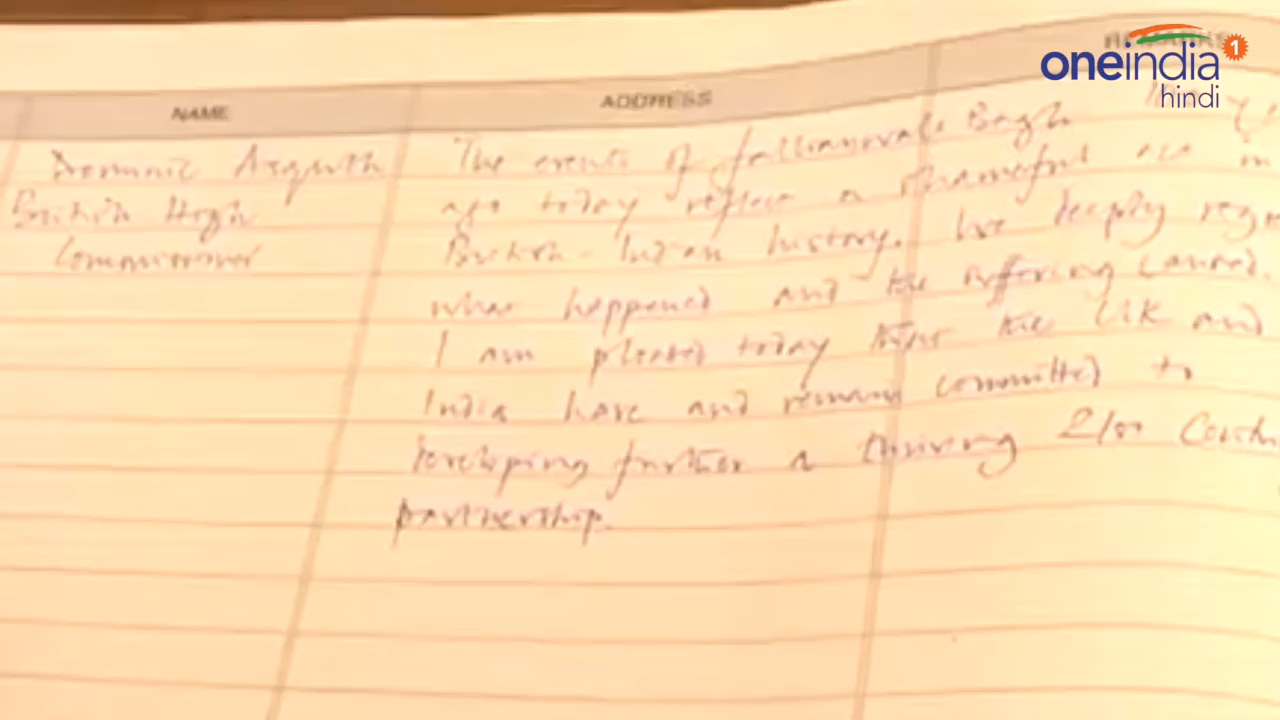 oneindia 1
hindi
NAME
ADDRESS
REMARKS
Dominic Asquith
British High
Commissioner
The events of Jallianwala Bagh
ago today reflect a shameful act in
British-Indian history. We deeply
what happened and the suffering caused.
I am pleased today that the UK and
India have and remain committed to
developing further a thriving 21st
partnership.